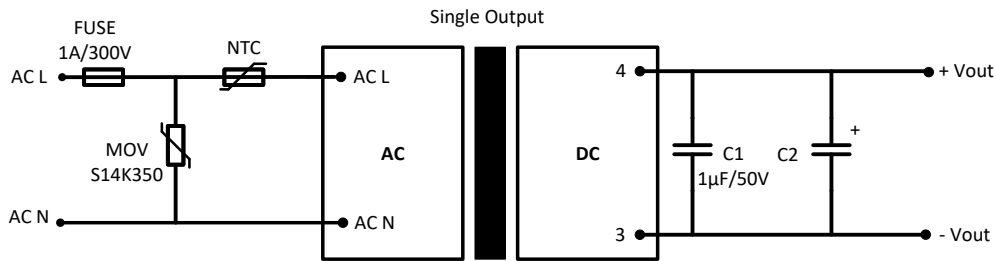 Single Output
FUSE
1A/300V
NTC
AC L
AC L
4
+ Vout
MOV
S14K350
AC
DC
C1
1µF/50V
C2
+
AC N
AC N
3
- Vout